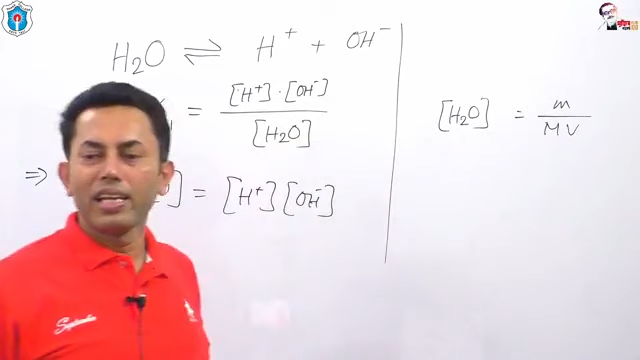 H₂O ⇌ H⁺ + OH⁻
= [H⁺]·[OH⁻] / [H₂O]
⇒ ] = [H⁺][OH⁻]
[H₂O] = m / MV